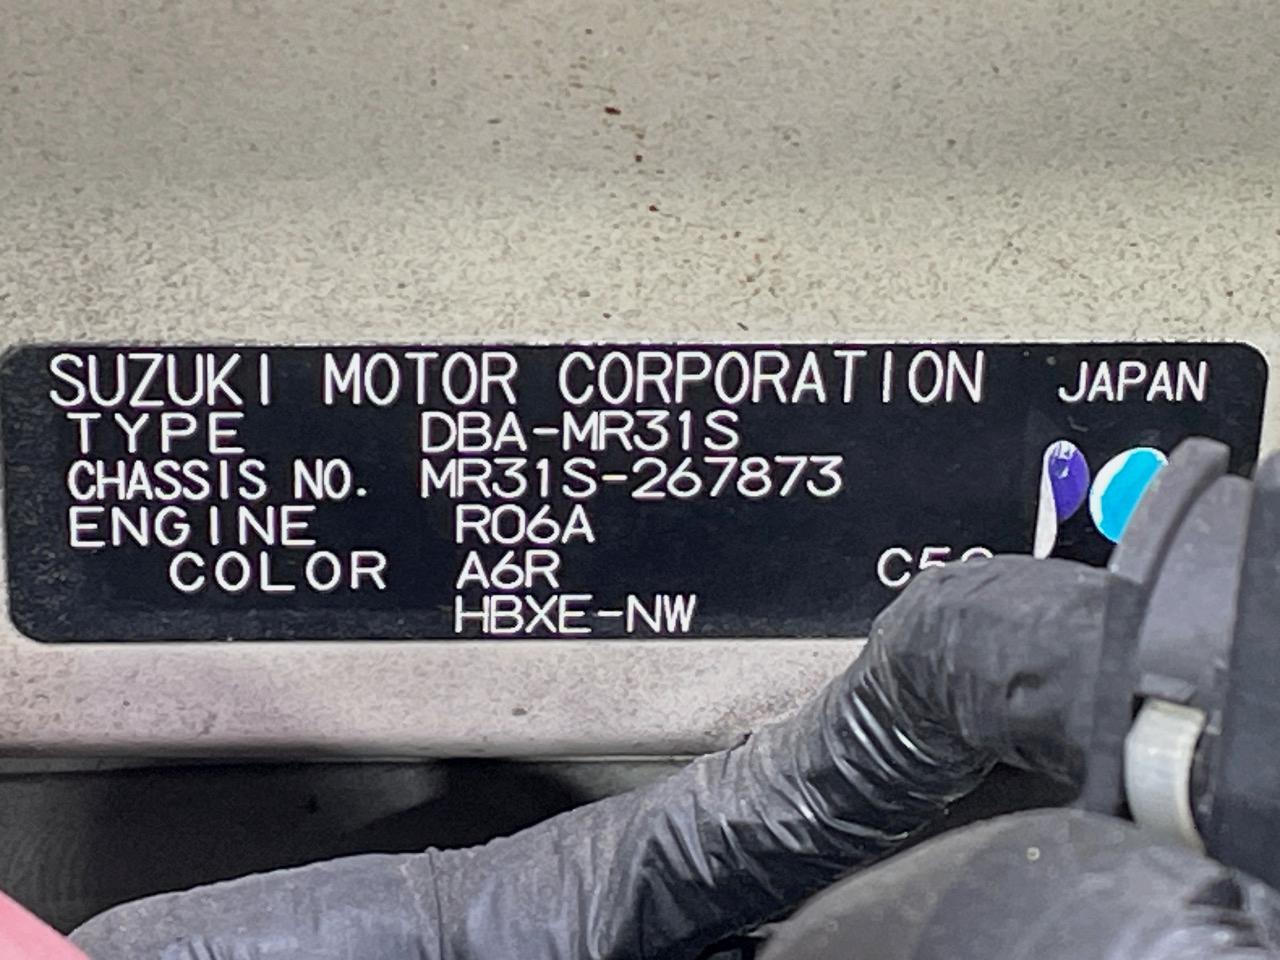 SUZUKI MOTOR CORPORATION JAPAN
TYPE DBA-MR31S
CHASSIS NO. MR31S-267873
ENGINE R06A
COLOR A6R
HBXE-NW